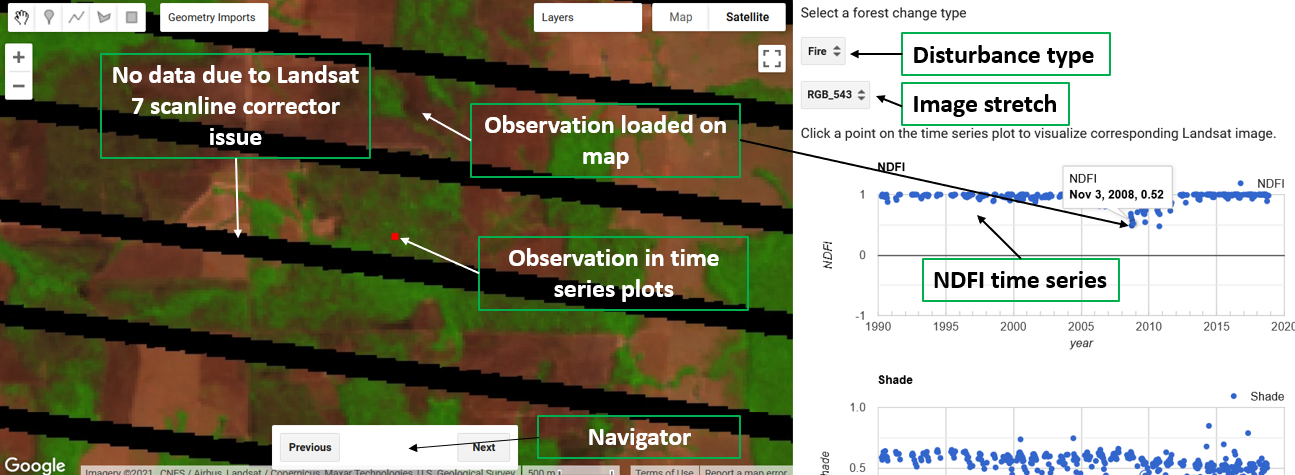 Geometry Imports
Layers
Map
Satellite
+
−
No data due to Landsat
7 scanline corrector
issue
Observation loaded on
map
Observation in time
series plots
Previous
Next
Navigator
Google
Imagery ©2021 , CNES / Airbus, Landsat / Copernicus, Maxar Technologies, U.S. Geological Survey
500 m
Terms of Use
Report a map error
Select a forest change type
Fire
Disturbance type
RGB_543
Image stretch
Click a point on the time series plot to visualize corresponding Landsat image.
NDFI
NDFI
Nov 3, 2008, 0.52
NDFI
1
0
-1
NDFI
NDFI time series
1990
1995
2000
2005
2010
2015
2020
year
Shade
Shade
1.0
0.5